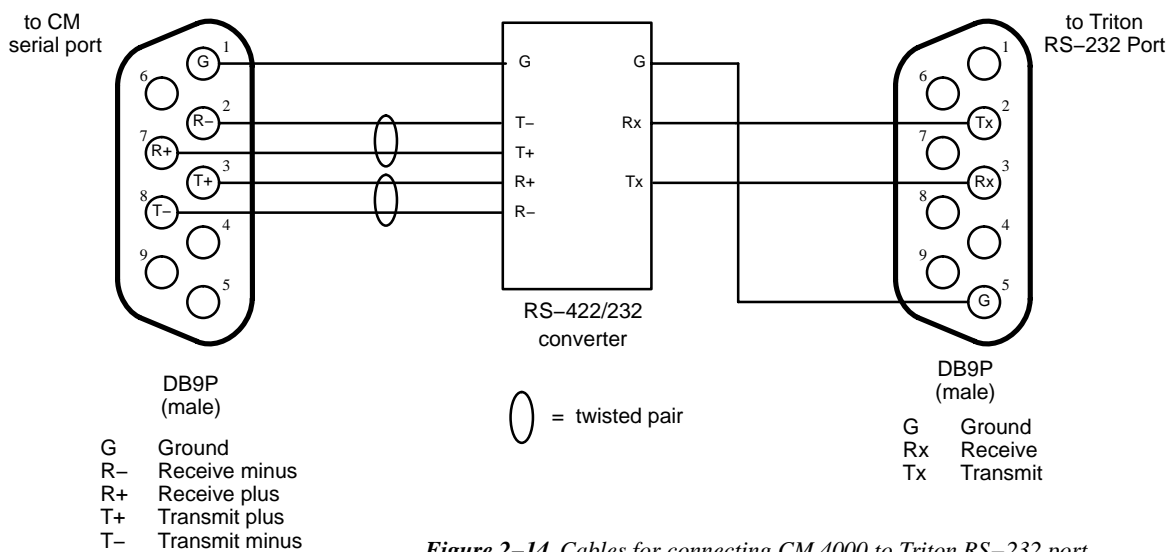 to CM
serial port
to Triton
RS−232 Port
1
G
6
2
R−
7
R+
3
T+
8
T−
4
9
5
G
T−
T+
R+
R−
G
Rx
Tx
RS−422/232
converter
1
6
2
Tx
7
3
Rx
8
4
9
5
G
DB9P
(male)
G Ground
R− Receive minus
R+ Receive plus
T+ Transmit plus
T− Transmit minus
= twisted pair
DB9P
(male)
G Ground
Rx Receive
Tx Transmit
Figure 2−14 Cables for connecting CM 4000 to Triton RS−232 port